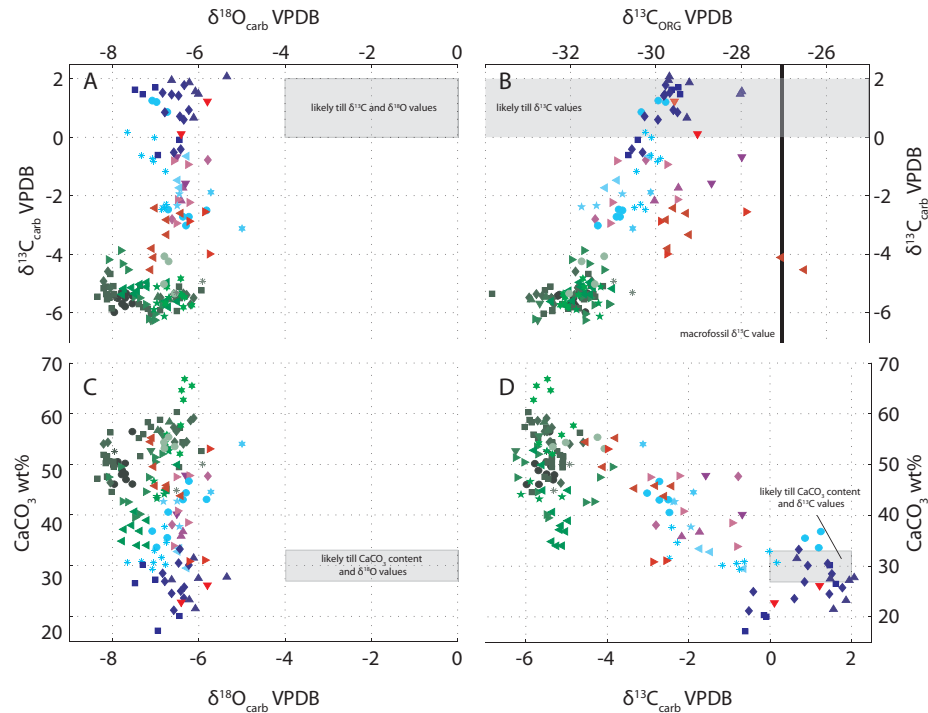 δ18Ocarb VPDB
δ13CORG VPDB
-8 -6 -4 -2 0
-32 -30 -28 -26
A
B
2
0
-2
-4
-6
δ13Ccarb VPDB
likely till δ13C and δ18O values
likely till δ13C values
macrofossil δ13C value
2
0
-2
-4
-6
δ13Ccarb VPDB
C
D
70
60
50
40
30
20
CaCO3 wt%
likely till CaCO3
content
and δ18O values
likely till CaCO3 content
and δ13C values
70
60
50
40
30
20
CaCO3 wt%
-8 -6 -4 -2 0
-6 -4 -2 0 2
δ18Ocarb VPDB
δ13Ccarb VPDB